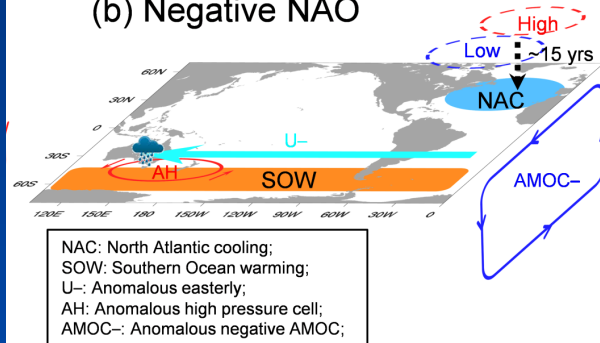 (b) Negative NAO
High
Low
~15 yrs
60N
NAC
30N
0
U–
30S
AH
SOW
AMOC–
60S
120E 150E 180 150W 120W 90W 60W 30W 0
NAC: North Atlantic cooling;
SOW: Southern Ocean warming;
U–: Anomalous easterly;
AH: Anomalous high pressure cell;
AMOC–: Anomalous negative AMOC;